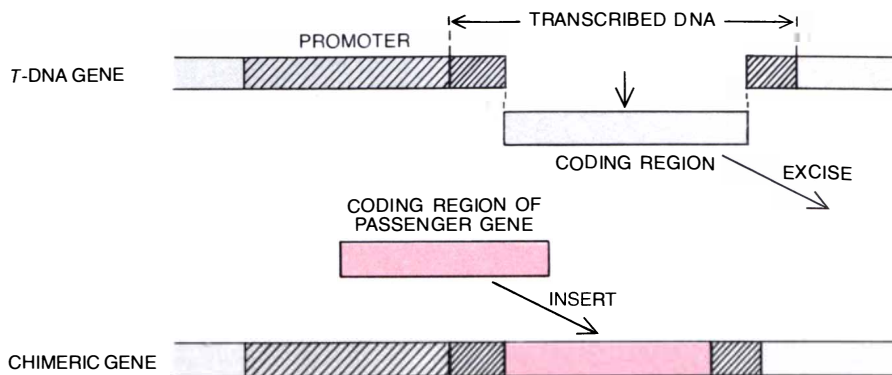 TRANSCRIBED DNA
PROMOTER
T-DNA GENE
CODING REGION
EXCISE
CODING REGION OF
PASSENGER GENE
INSERT
CHIMERIC GENE